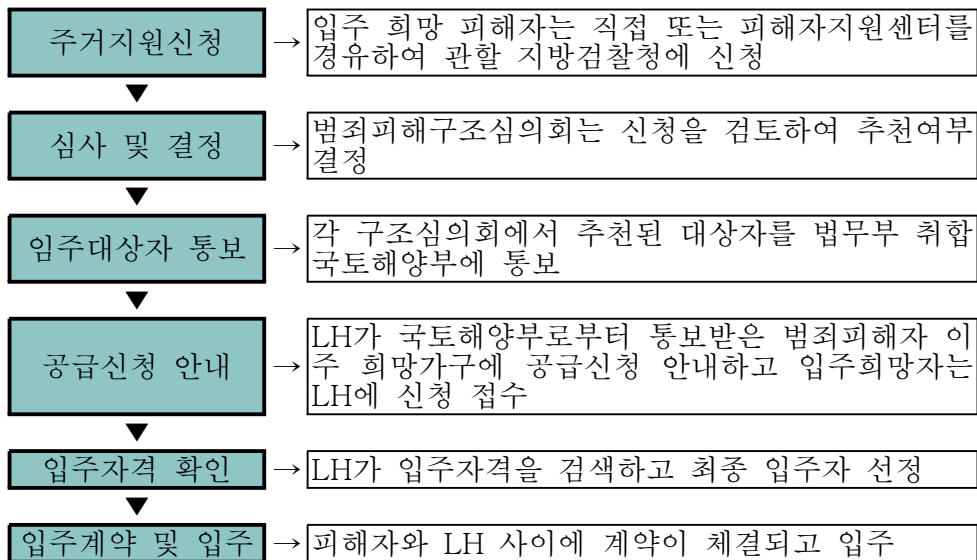 주거지원신청
→
입주 희망 피해자는 직접 또는 피해자지원센터를
경유하여 관할 지방검찰청에 신청
▼
심사 및 결정
→
범죄피해구조심의회는 신청을 검토하여 추천여부
결정
▼
임주대상자 통보
→
각 구조심의회에서 추천된 대상자를 법무부 취합
국토해양부에 통보
▼
공급신청 안내
→
LH가 국토해양부로부터 통보받은 범죄피해자 이
주 희망가구에 공급신청 안내하고 입주희망자는
LH에 신청 접수
▼
입주자격 확인
→
LH가 입주자격을 검색하고 최종 입주자 선정
▼
입주계약 및 입주
→
피해자와 LH 사이에 계약이 체결되고 입주